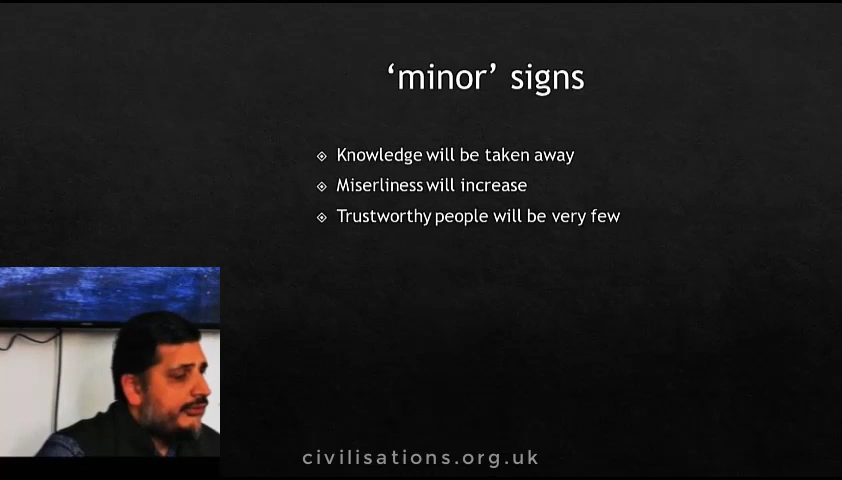 ‘minor’ signs
Knowledge will be taken away
Miserliness will increase
Trustworthy people will be very few
civilisations.org.uk